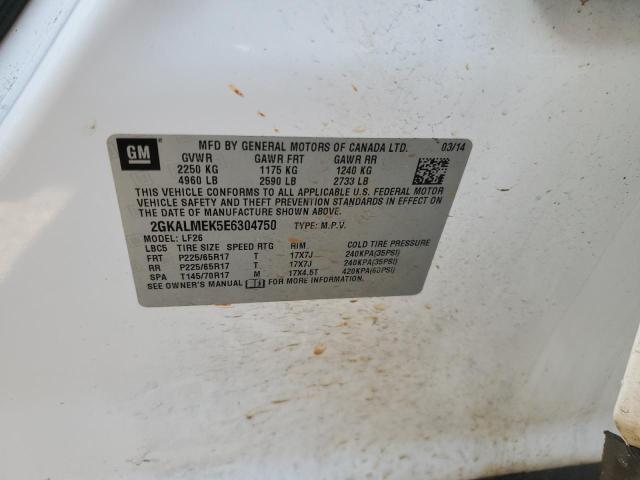 GM MFD BY GENERAL MOTORS OF CANADA LTD. 03/14
GVWR GAWR FRT GAWR RR
2250 KG 1175 KG 1240 KG
4960 LB 2590 LB 2733 LB
THIS VEHICLE CONFORMS TO ALL APPLICABLE U.S. FEDERAL MOTOR
VEHICLE SAFETY AND THEFT PREVENTION STANDARDS IN EFFECT ON
THE DATE OF MANUFACTURE SHOWN ABOVE.
2GKALMEK5E6304750 TYPE: M.P.V.
MODEL: LF26
LBC5 TIRE SIZE SPEED RTG RIM COLD TIRE PRESSURE
FRT P225/65R17 T 17X7J 240KPA(35PSI)
RR P225/65R17 T 17X7J 240KPA(35PSI)
SPA T145/70R17 M 17X4.5T 420KPA(60PSI)
SEE OWNER'S MANUAL FOR MORE INFORMATION.